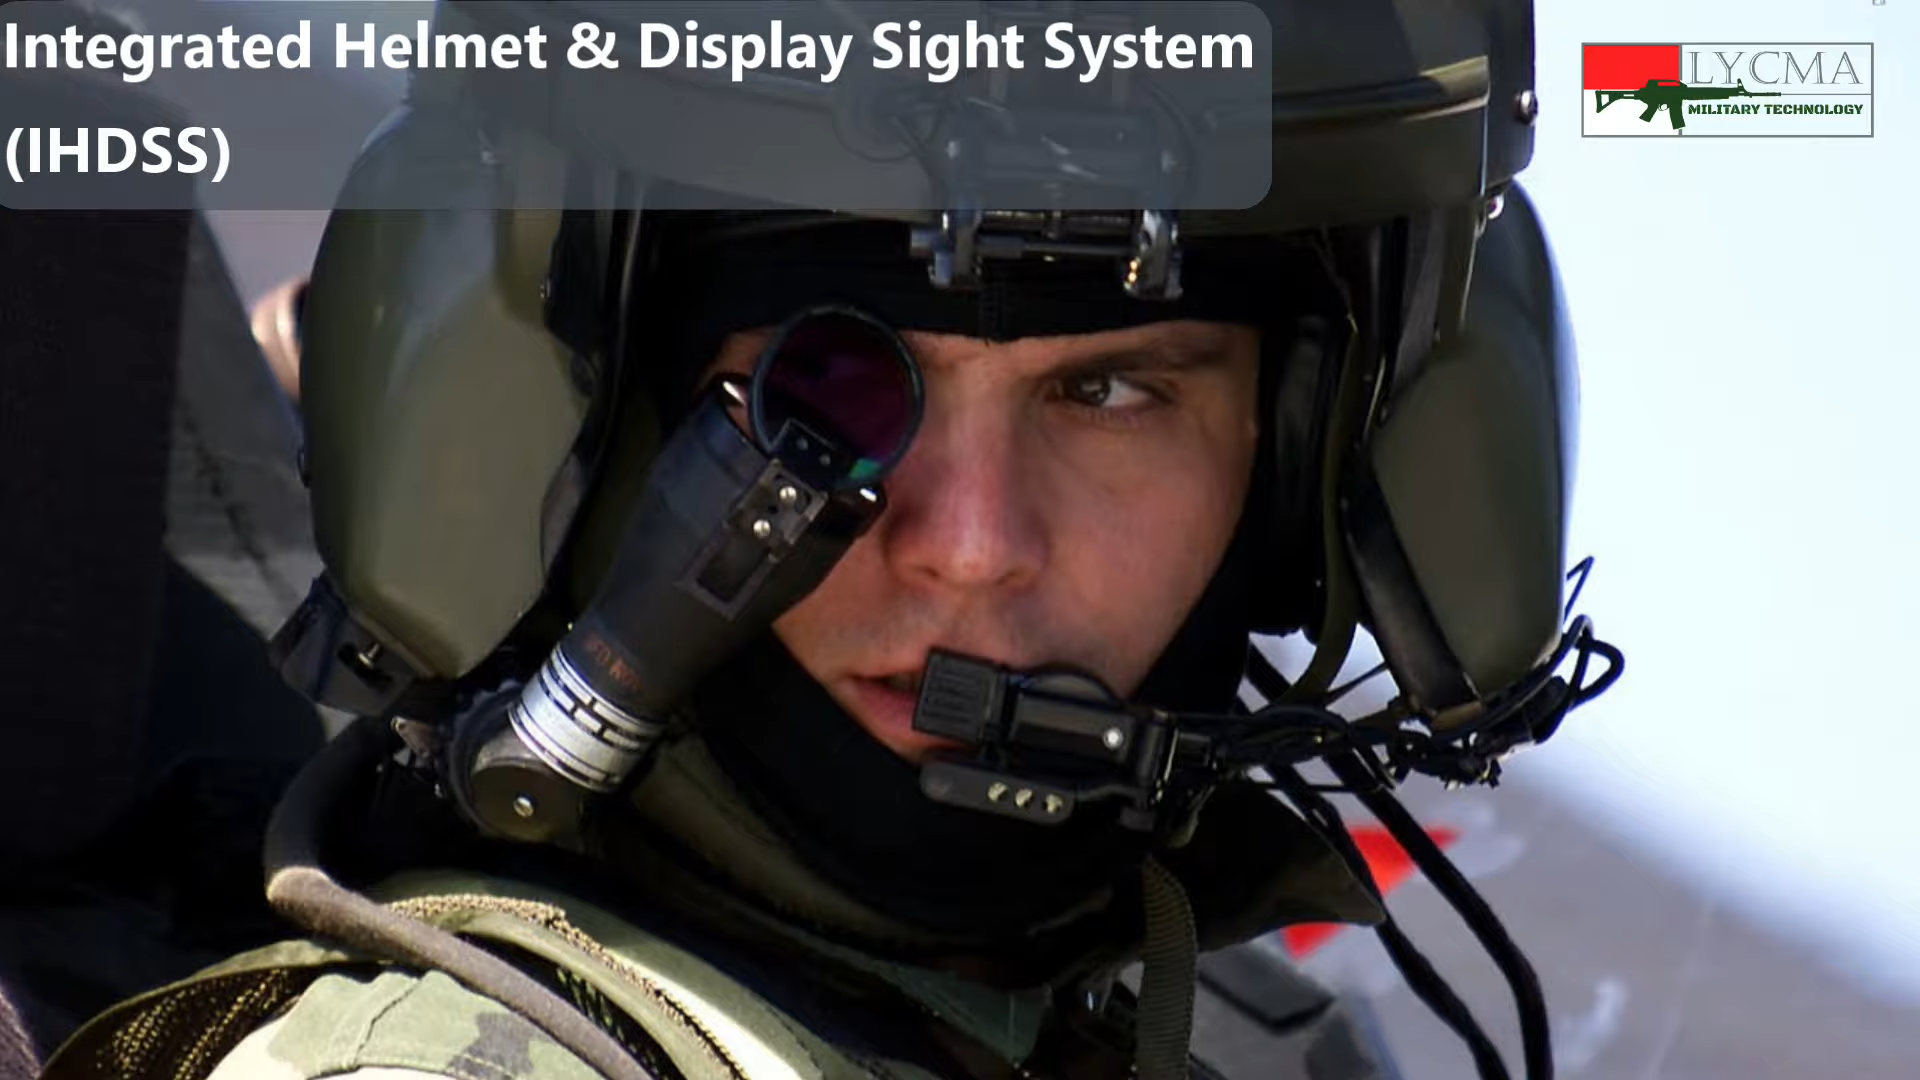 Integrated Helmet & Display Sight System
(IHDSS)
LYCMA
MILITARY TECHNOLOGY